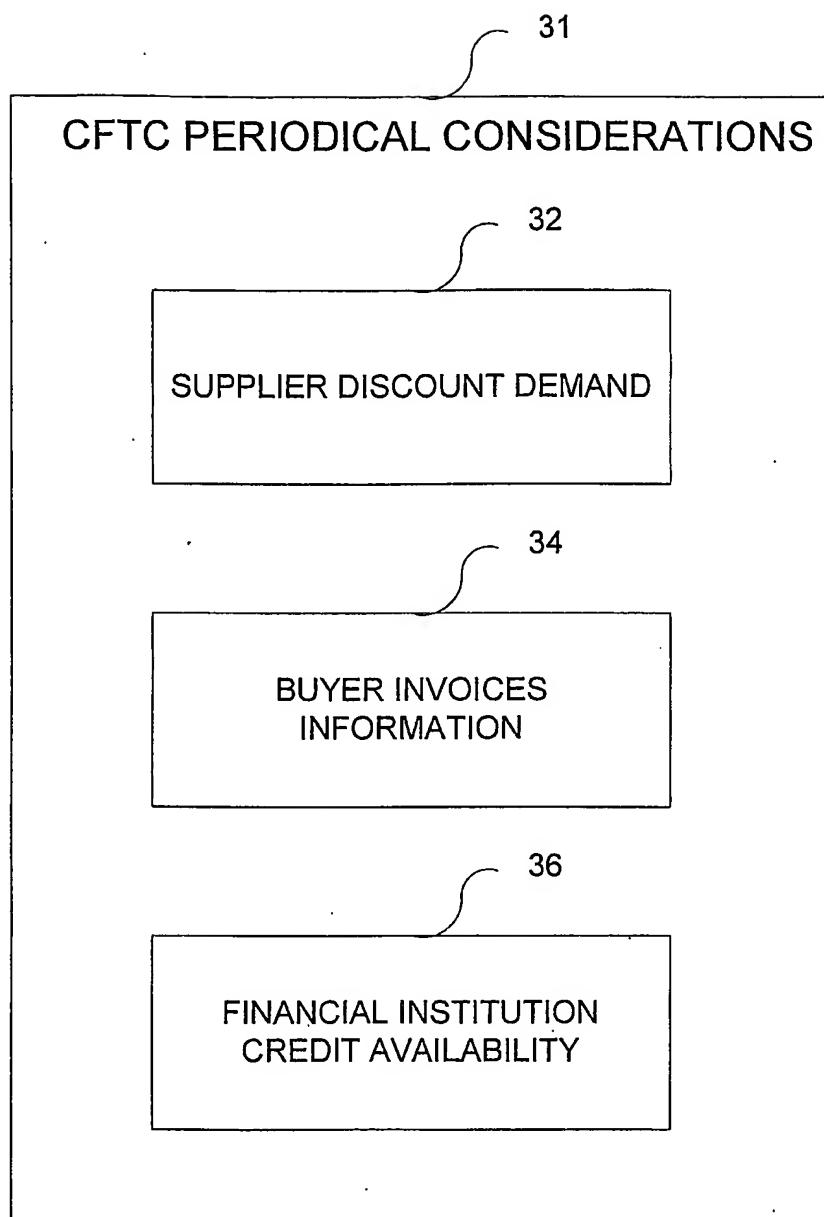 31
CFTC PERIODICAL CONSIDERATIONS
32
SUPPLIER DISCOUNT DEMAND
34
BUYER INVOICES
INFORMATION
36
FINANCIAL INSTITUTION
CREDIT AVAILABILITY